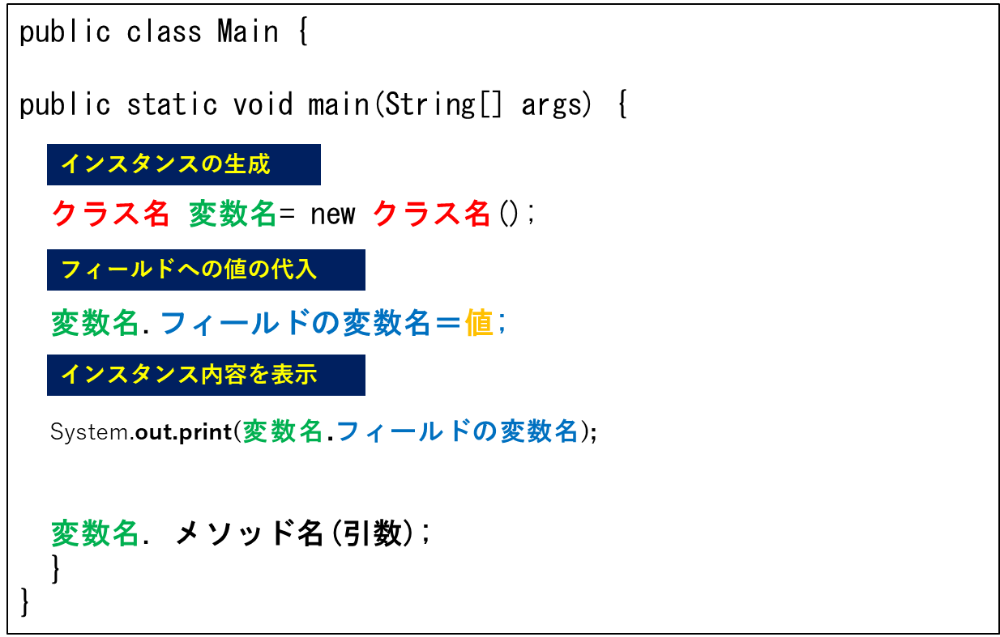 public class Main {
public static void main(String[] args) {
インスタンスの生成
クラス名 変数名= new クラス名();
フィールドへの値の代入
変数名.フィールドの変数名＝値;
インスタンス内容を表示
System.out.print(変数名.フィールドの変数名);
変数名. メソッド名(引数);
}
}